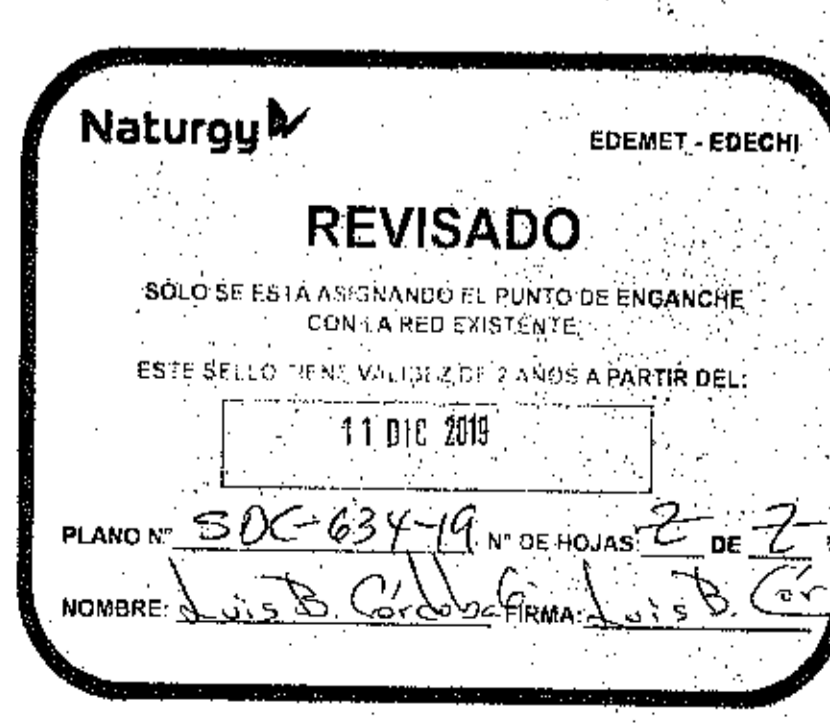 Naturgy
EDEMET - EDECHI
REVISADO
SÓLO SE ESTÁ ASIGNANDO EL PUNTO DE ENGANCHE
CON LA RED EXISTENTE
ESTE SELLO TIENE VALIDEZ DE 2 AÑOS A PARTIR DEL:
11 DIC 2019
PLANO Nº SDC-634-19 Nº DE HOJAS: 2 DE 2
NOMBRE: Luis B. Córdoba G. FIRMA: Luis B. Cór